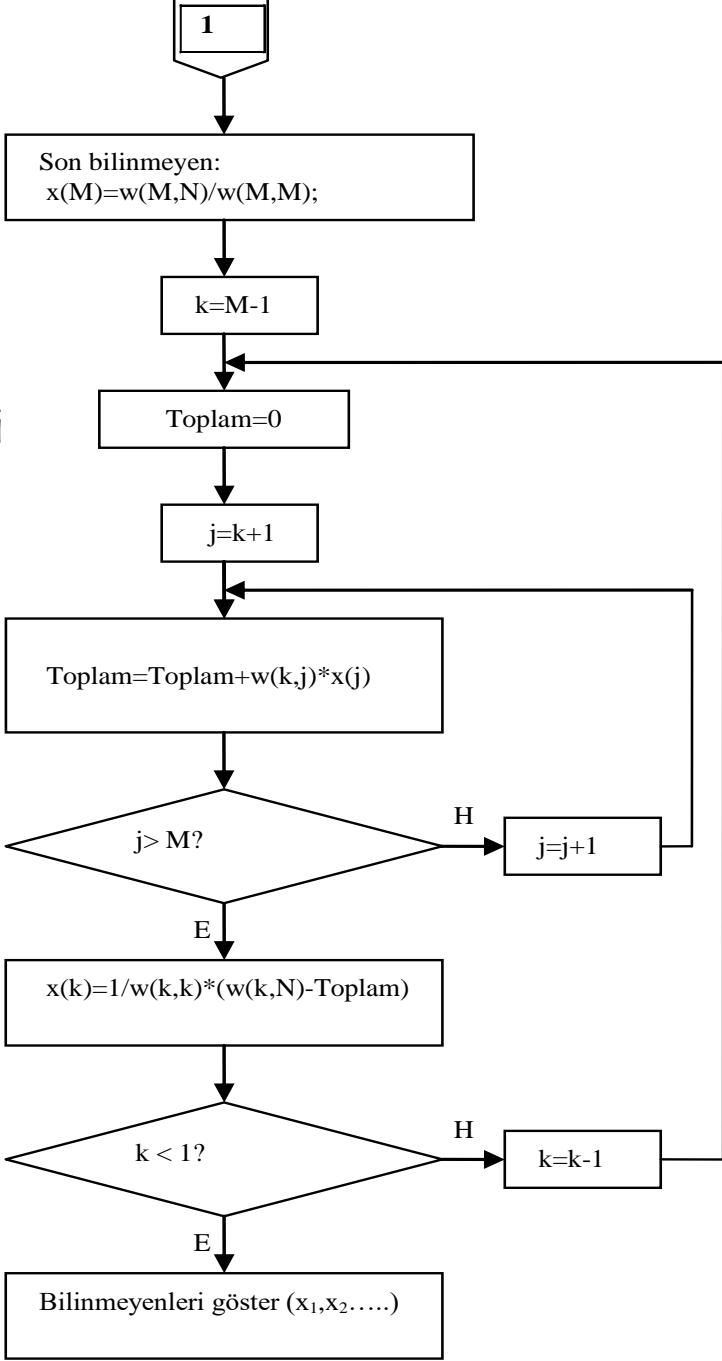 1
Son bilinmeyen:
x(M)=w(M,N)/w(M,M);
k=M-1
Toplam=0
j=k+1
Toplam=Toplam+w(k,j)*x(j)
j> M?
H
j=j+1
E
x(k)=1/w(k,k)*(w(k,N)-Toplam)
k < 1?
H
k=k-1
E
Bilinmeyenleri göster (x₁,x₂…..)